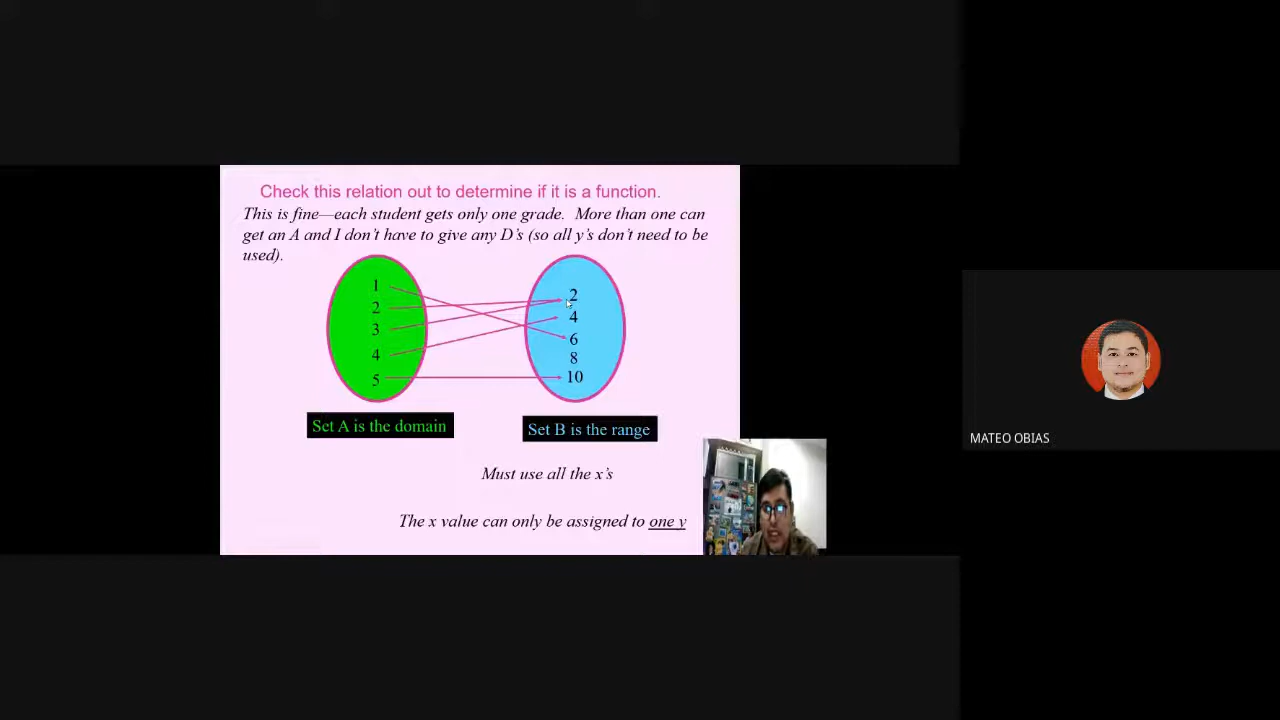 Check this relation out to determine if it is a function.
This is fine—each student gets only one grade. More than one can
get an A and I don't have to give any D's (so all y's don't need to be
used).
1
2
3
4
5
2
4
6
8
10
Set A is the domain
Set B is the range
Must use all the x's
The x value can only be assigned to one y
MATEO OBIAS